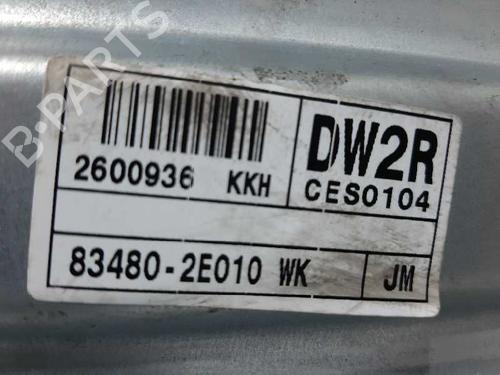 B-PARTS
DW2R
2600936 KKH
CES0104
83480-2E010 WK
JM